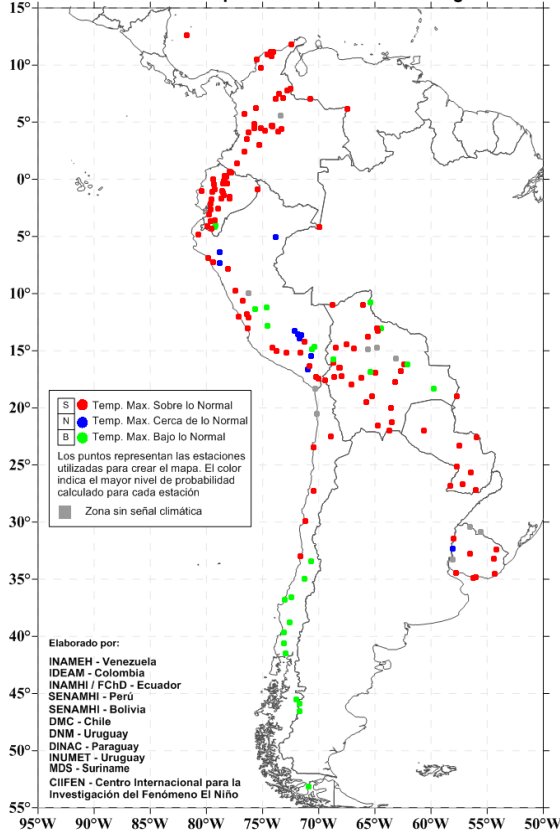 15°
10°
5°
0°
5°
10°
15°
20°
25°
30°
35°
40°
45°
50°
55°
95°W 90°W 85°W 80°W 75°W 70°W 65°W 60°W 55°W 50°W
S Temp. Max. Sobre lo Normal
N Temp. Max. Cerca de lo Normal
B Temp. Max. Bajo lo Normal
Los puntos representan las estaciones
utilizadas para crear el mapa. El color
indica el mayor nivel de probabilidad
calculado para cada estación
Zona sin señal climática
Elaborado por:
INAMEH - Venezuela
IDEAM - Colombia
INAMHI / FChD - Ecuador
SENAMHI - Perú
SENAMHI - Bolivia
DMC - Chile
DNM - Uruguay
DINAC - Paraguay
INUMET - Uruguay
MDS - Suriname
CIIFEN - Centro Internacional para la
Investigación del Fenómeno El Niño